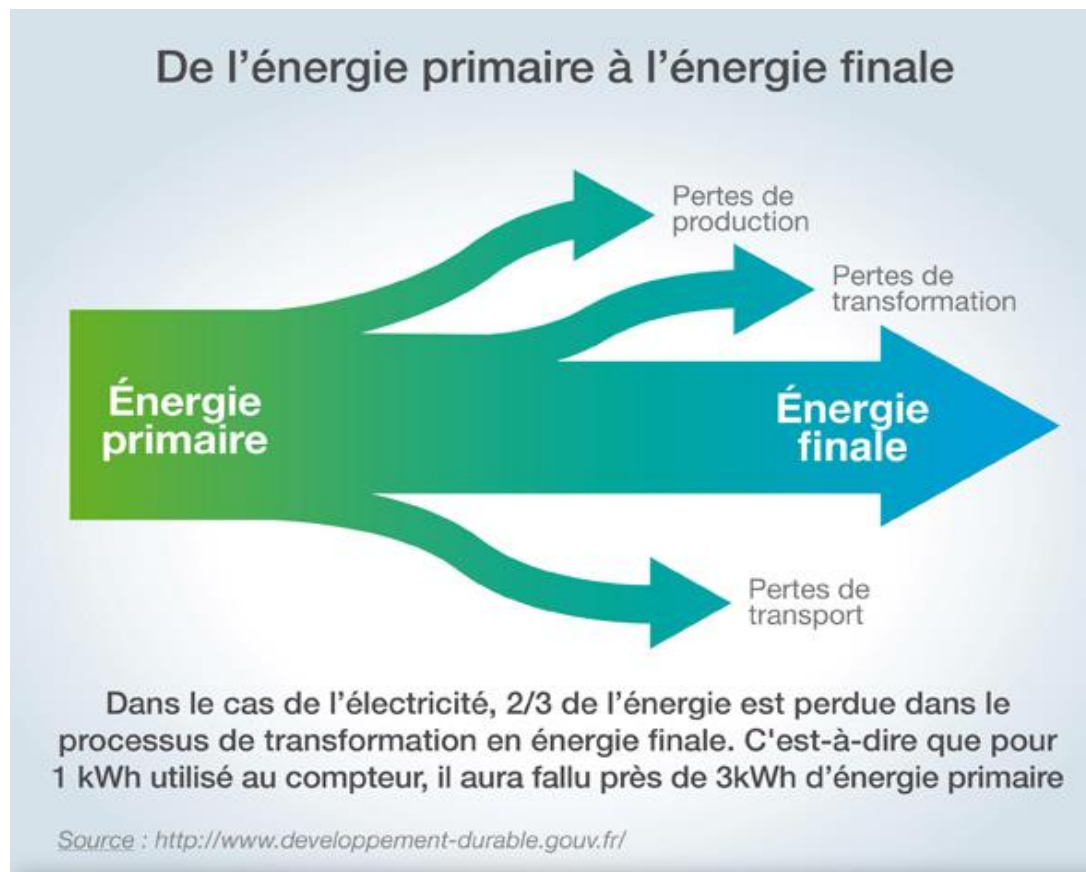 De l'énergie primaire à l'énergie finale
Pertes de
production
Pertes de
transformation
Énergie
primaire
Énergie
finale
Pertes de
transport
Dans le cas de l'électricité, 2/3 de l'énergie est perdue dans le
processus de transformation en énergie finale. C'est-à-dire que pour
1 kWh utilisé au compteur, il aura fallu près de 3kWh d'énergie primaire
Source : http://www.developpement-durable.gouv.fr/